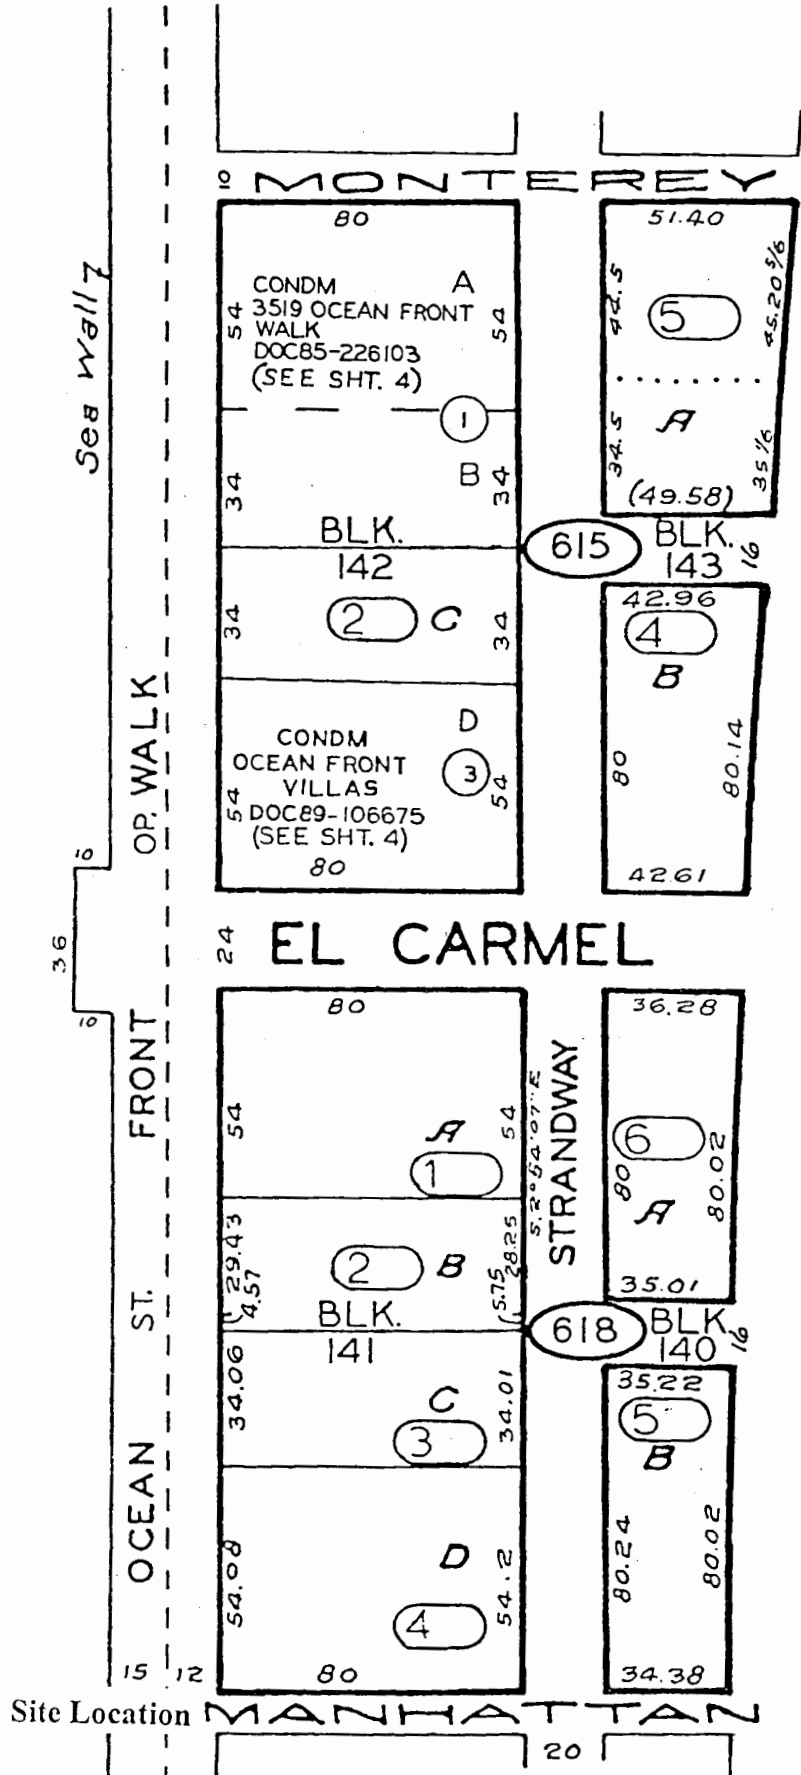 10 MONTEREY
80
51.40
CONDM
3519 OCEAN FRONT
WALK
DOC85-226103
(SEE SHT. 4)
A
54
54
44.5
5
45.20 5/6
Sea Wall
1
B
34
34
34.5
A
35 1/6
(49.58)
BLK.
142
615
BLK.
143
16
34
2
C
34
42.96
4
B
OP. WALK
CONDM
OCEAN FRONT
VILLAS
DOC89-106675
(SEE SHT. 4)
D
3
54
54
80
80
80.14
42.61
10
36
10
24
EL CARMEL
80
36.28
FRONT
54
A
1
54
S.2°54'07"E
STRANDWAY
6
80
80.02
A
29.43
4.57
2
B
28.25
5.75
35.01
ST.
BLK.
141
618
BLK.
140
16
34.06
C
3
34.01
35.22
5
B
OCEAN
54.08
D
4
54.2
80.24
80.02
15
12
80
34.38
Site Location
MANHATTAN
20